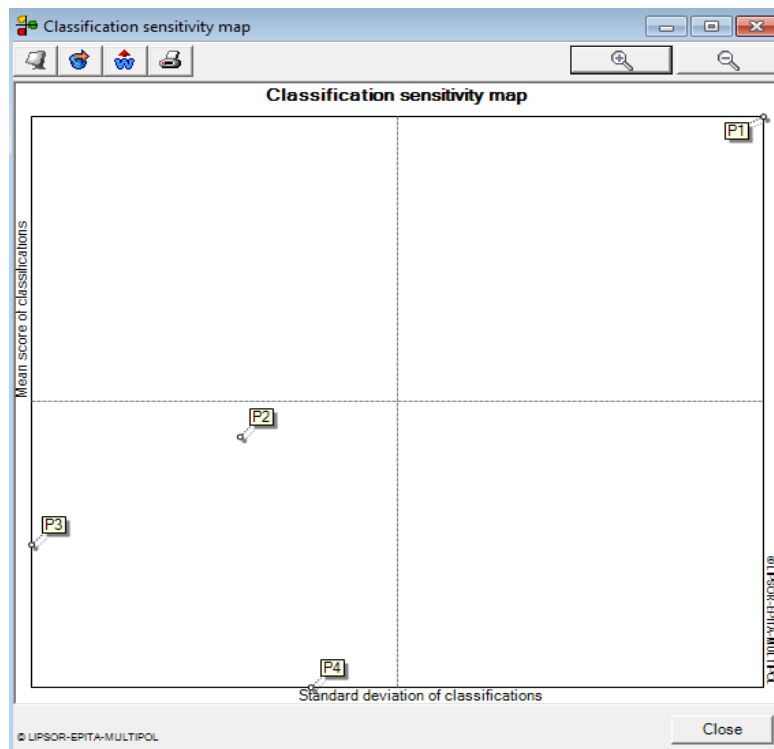 Classification sensitivity map
Classification sensitivity map
P1
Mean score of classifications
P2
P3
P4
Standard deviation of classifications
© LIPSOR-EPITA-MULTIPOL
© LIPSOR-EPITA-MULTIPOL
Close